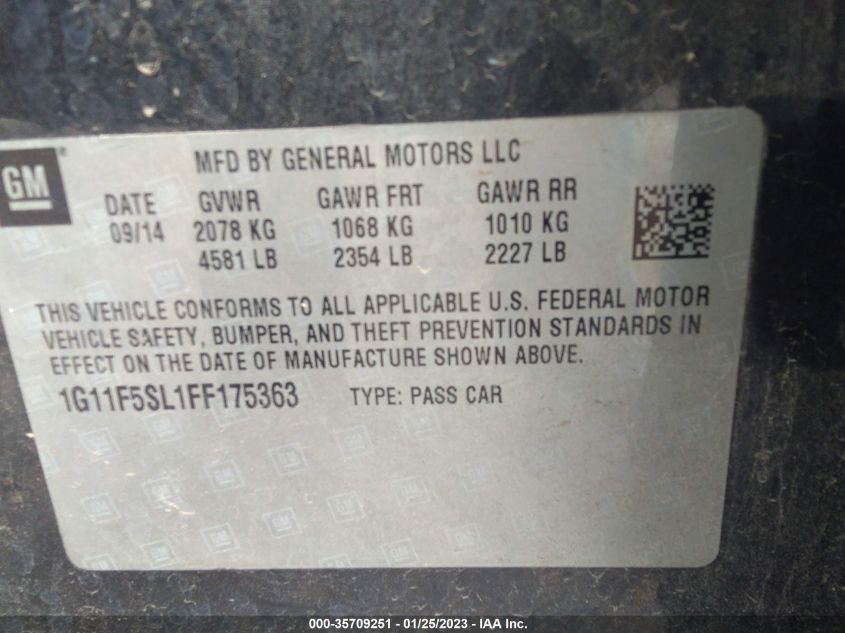 GM®
MFD BY GENERAL MOTORS LLC
DATE GVWR GAWR FRT GAWR RR
09/14 2078 KG 1068 KG 1010 KG
4581 LB 2354 LB 2227 LB
THIS VEHICLE CONFORMS TO ALL APPLICABLE U.S. FEDERAL MOTOR
VEHICLE SAFETY, BUMPER, AND THEFT PREVENTION STANDARDS IN
EFFECT ON THE DATE OF MANUFACTURE SHOWN ABOVE.
1G11F5SL1FF175363 TYPE: PASS CAR
000-35709251 - 01/25/2023 - IAA Inc.